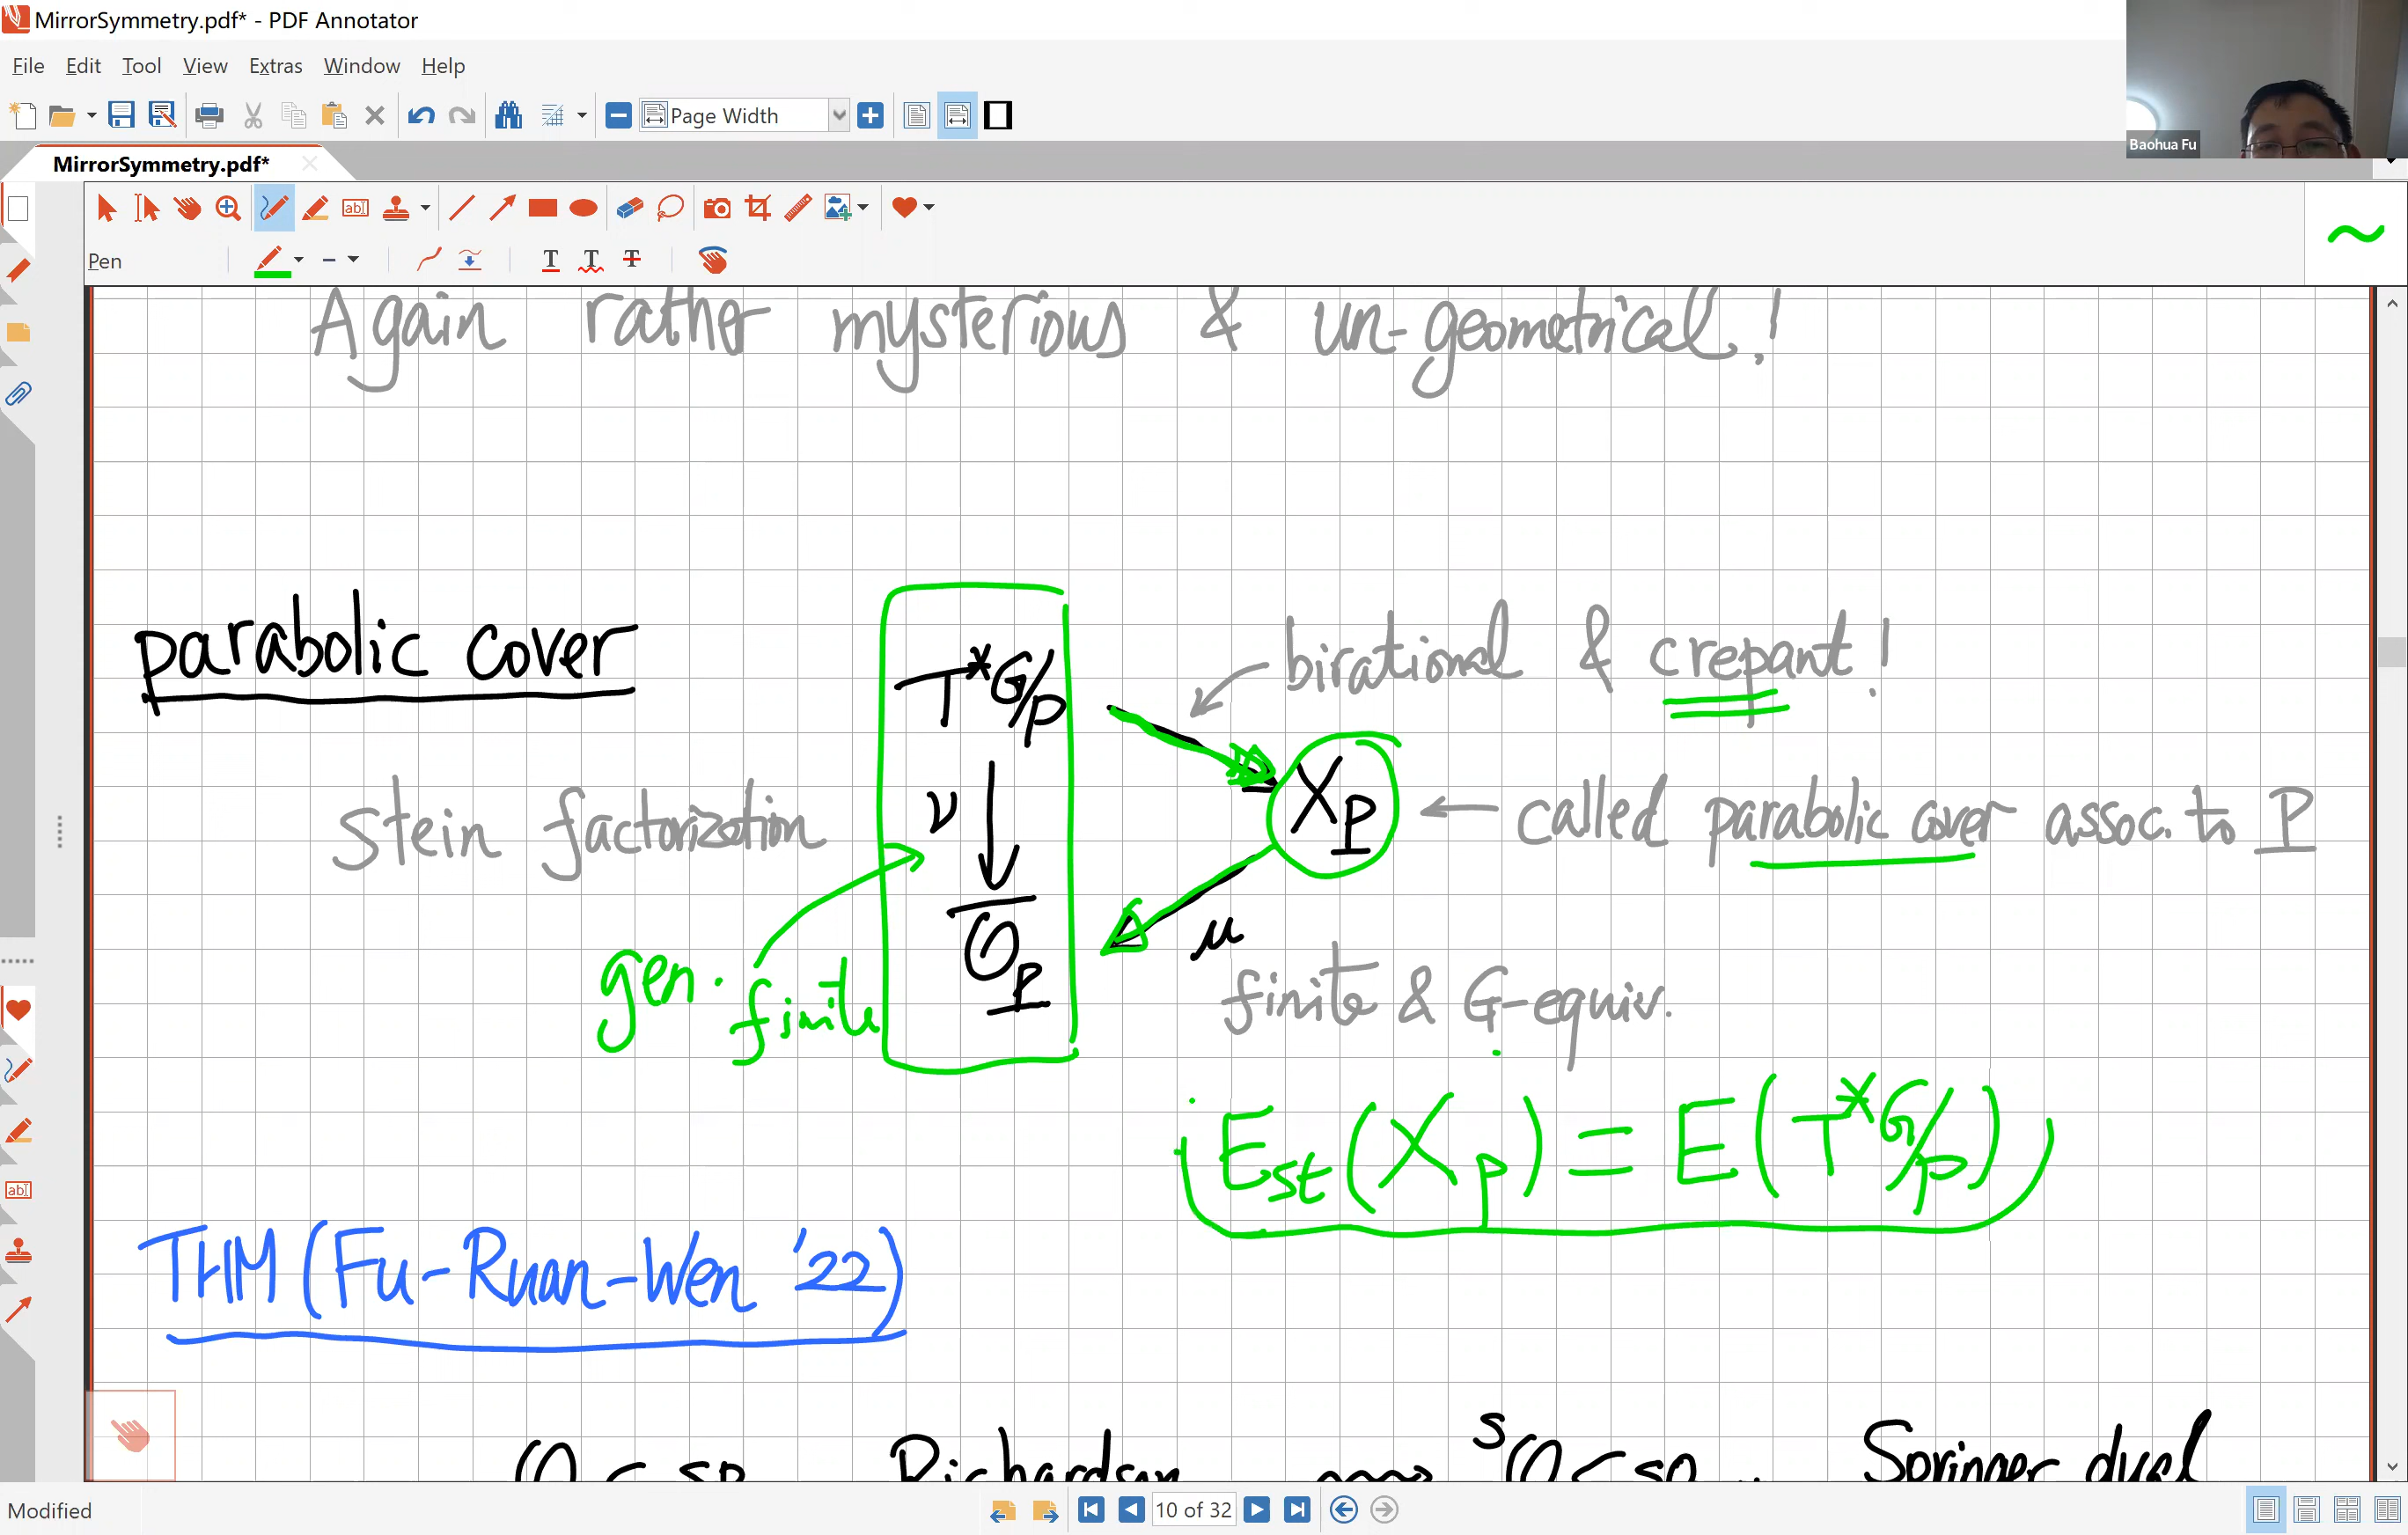 MirrorSymmetry.pdf* - PDF Annotator
File Edit Tool View Extras Window Help
Page Width
Baohua Fu
MirrorSymmetry.pdf*
Pen
Again rather mysterious & un-geometrical!
parabolic cover
T*G/P
birational & crepant!
Stein factorization
ν
X_P
called parabolic cover assoc. to P
O_P
μ
gen. finite
finite & G-equiv.
E_st(X_P) = E(T*G/P)
THM (Fu-Ruan-Wen '22)
Richardson
Springer dual
Modified
10 of 32